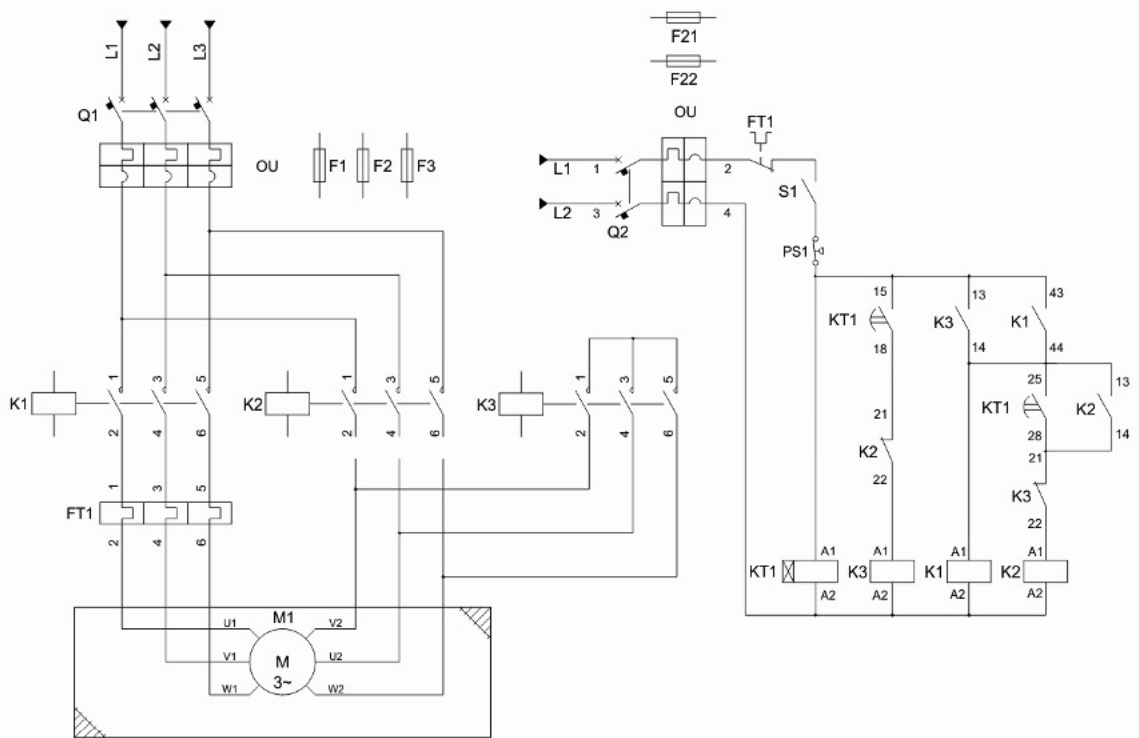 L1 L2 L3
Q1
OU
F1 F2 F3
K1
1 3 5
2 4 6
K2
1 3 5
2 4 6
K3
1 3 5
2 4 6
FT1
1 3 5
2 4 6
M1
U1 V2
V1 U2
W1 W2
M
3~
F21
F22
OU
FT1
L1 1 2
L2 3 4
Q2
S1
PS1
15 13 43
KT1 K3 K1
18 14 44
25 13
KT1 K2
28 14
21
K2
22
21
K3
22
A1 A1 A1 A1
KT1 K3 K1 K2
A2 A2 A2 A2